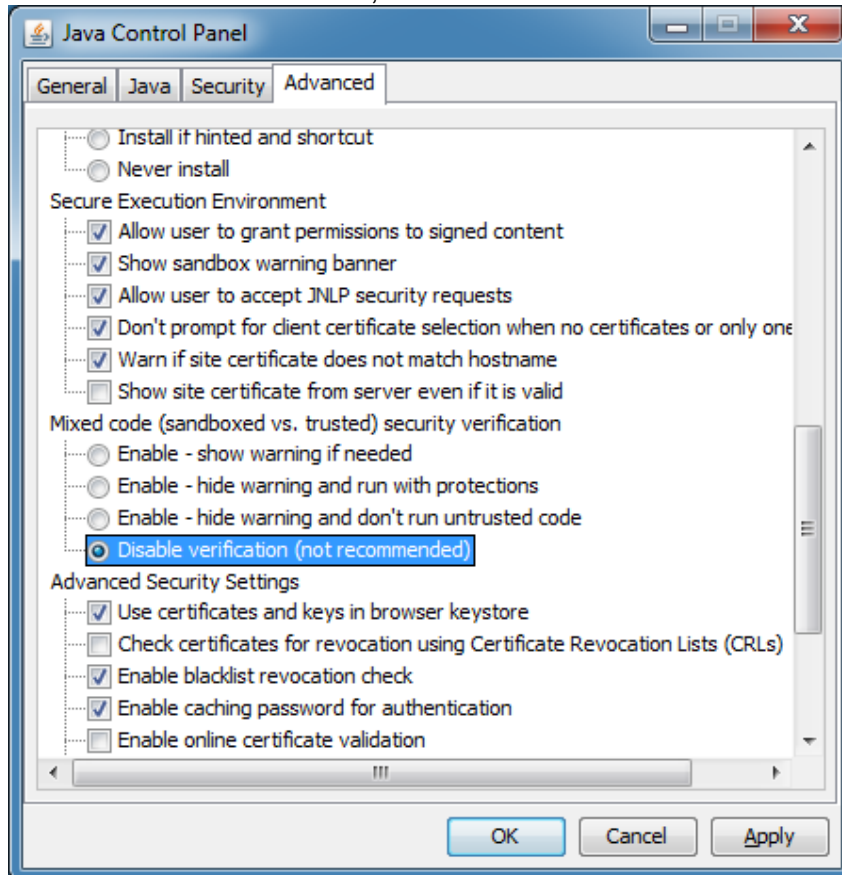 Java Control Panel
General Java Security Advanced
Install if hinted and shortcut
Never install
Secure Execution Environment
Allow user to grant permissions to signed content
Show sandbox warning banner
Allow user to accept JNLP security requests
Don't prompt for client certificate selection when no certificates or only one
Warn if site certificate does not match hostname
Show site certificate from server even if it is valid
Mixed code (sandboxed vs. trusted) security verification
Enable - show warning if needed
Enable - hide warning and run with protections
Enable - hide warning and don't run untrusted code
Disable verification (not recommended)
Advanced Security Settings
Use certificates and keys in browser keystore
Check certificates for revocation using Certificate Revocation Lists (CRLs)
Enable blacklist revocation check
Enable caching password for authentication
Enable online certificate validation
OK Cancel Apply